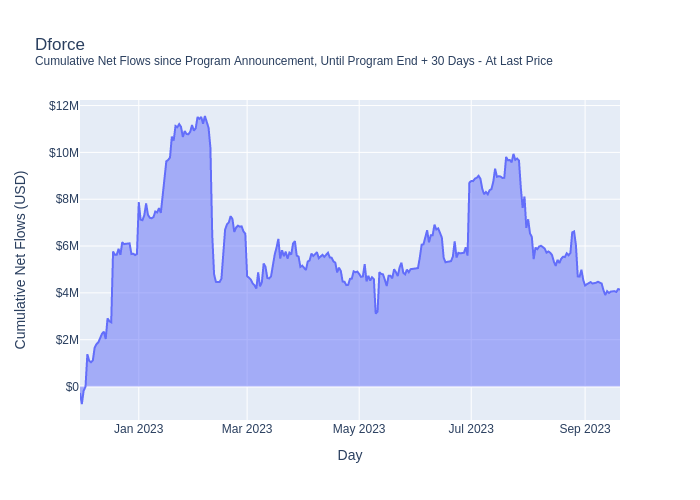 Dforce
Cumulative Net Flows since Program Announcement, Until Program End + 30 Days - At Last Price
Cumulative Net Flows (USD)
$12M
$10M
$8M
$6M
$4M
$2M
$0
Jan 2023
Mar 2023
May 2023
Jul 2023
Sep 2023
Day